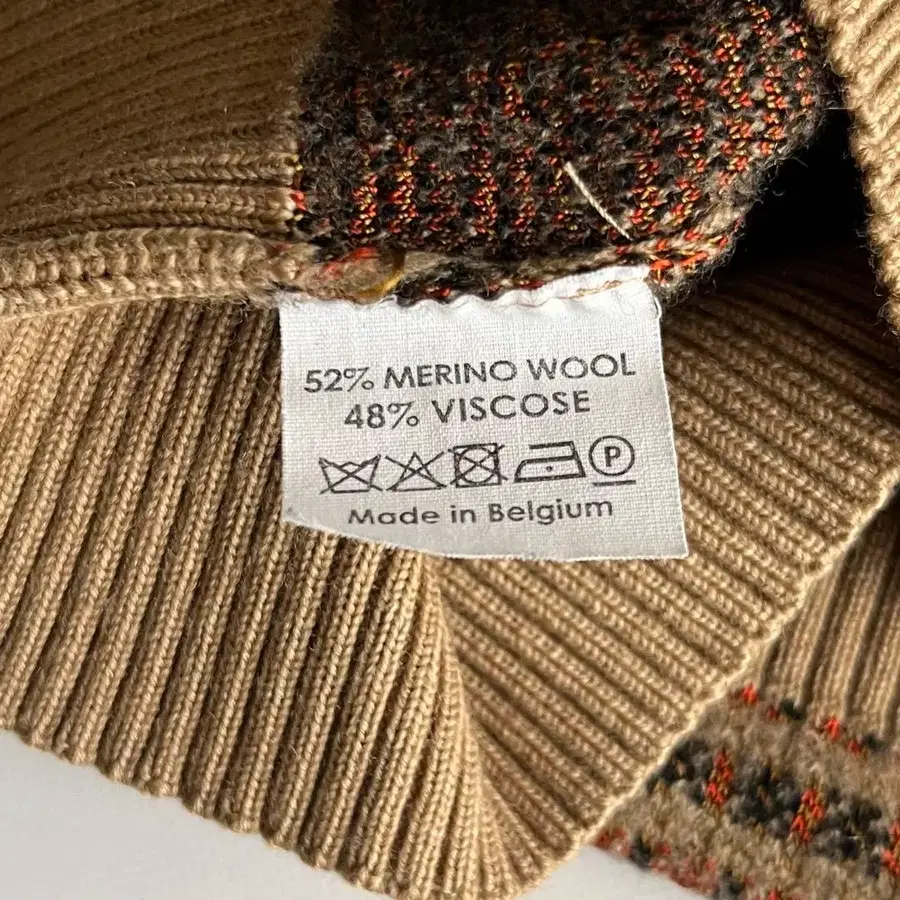 52% MERINO WOOL
48% VISCOSE
P
Made in Belgium